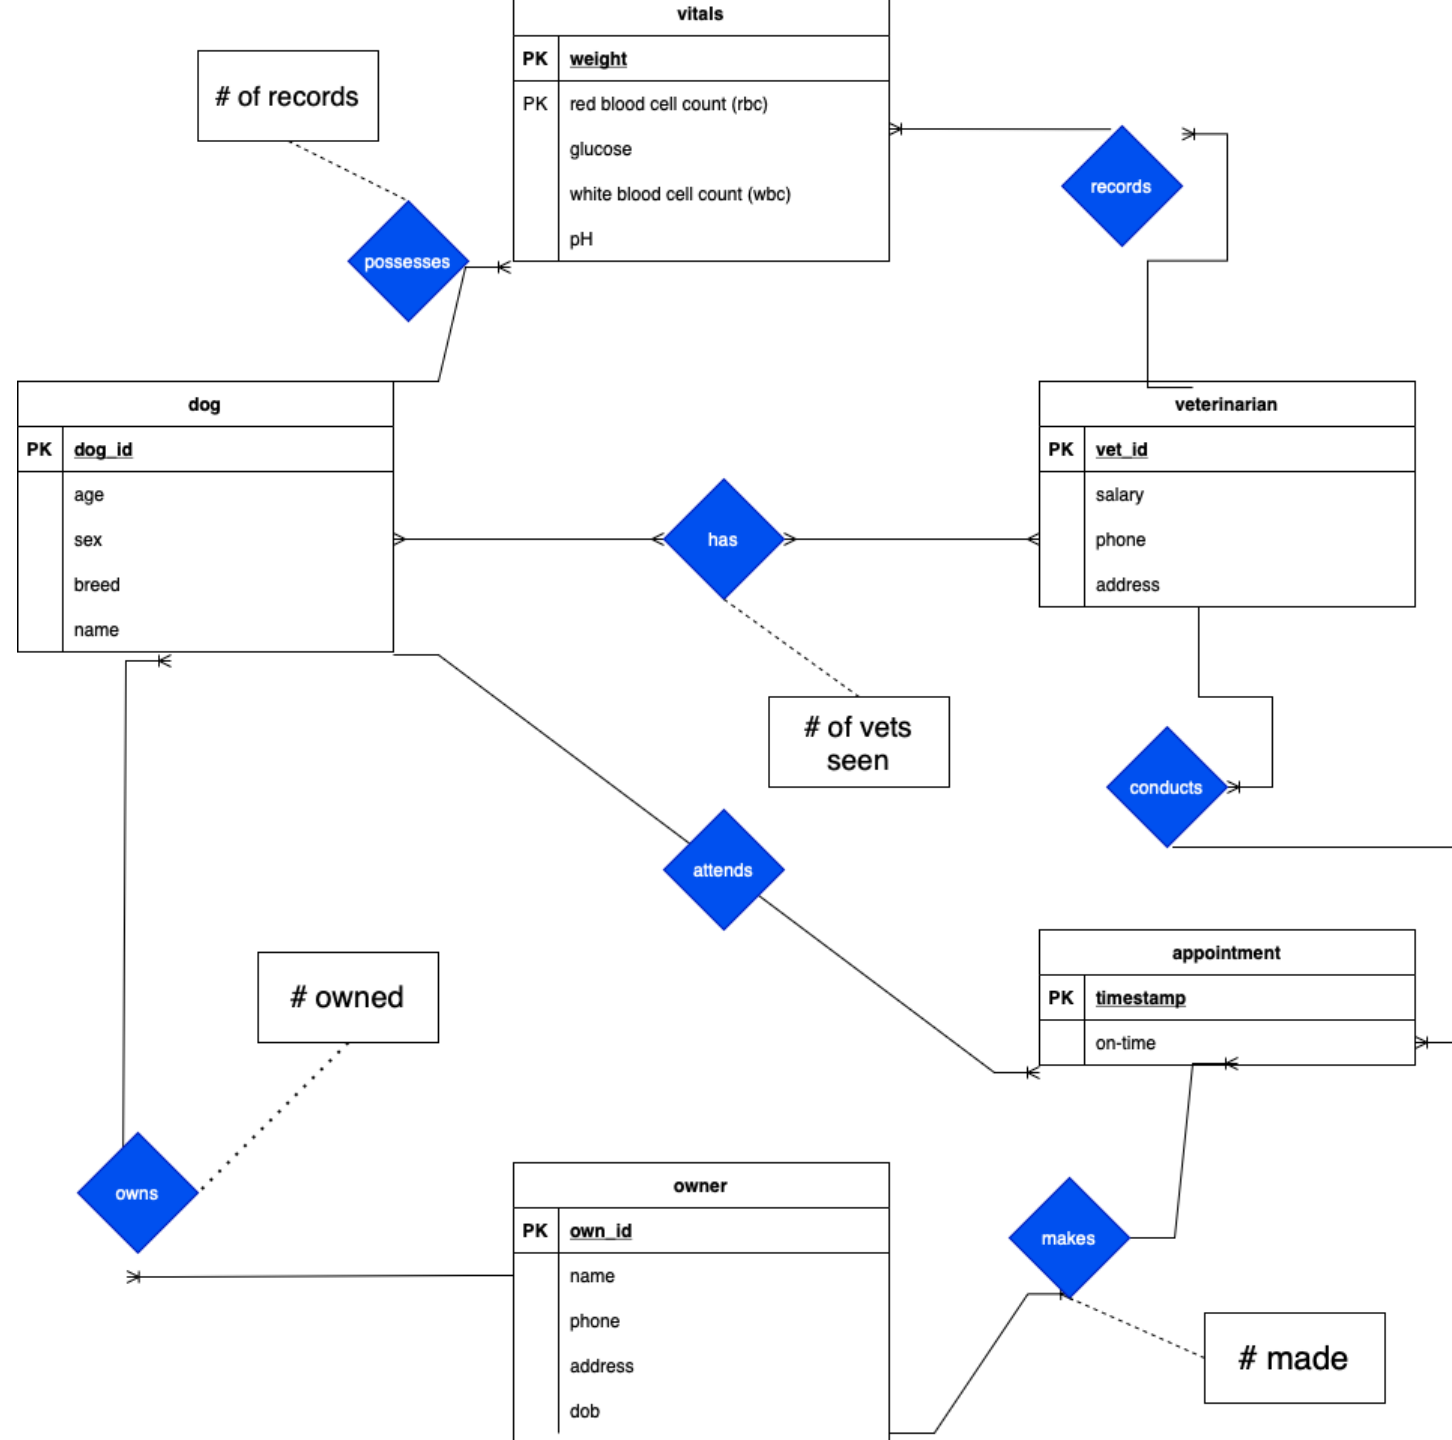 vitals
PK weight
PK red blood cell count (rbc)
glucose
white blood cell count (wbc)
pH
# of records
possesses
records
dog
PK dog_id
age
sex
breed
name
has
veterinarian
PK vet_id
salary
phone
address
# of vets
seen
conducts
attends
appointment
PK timestamp
on-time
# owned
owns
owner
PK own_id
name
phone
address
dob
makes
# made